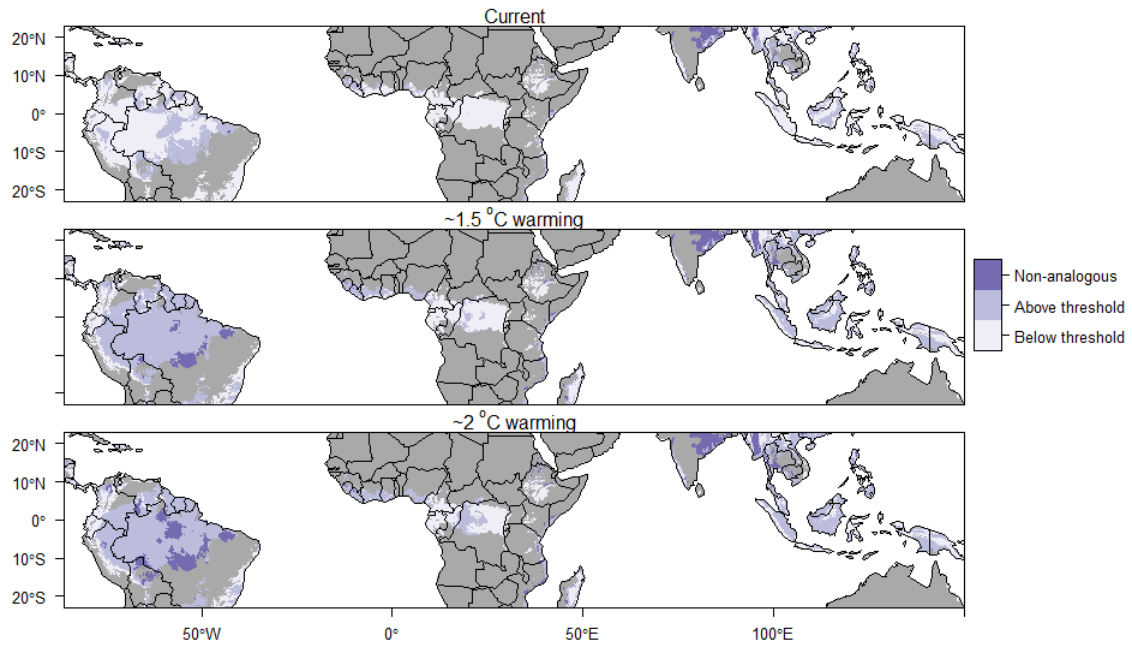 Current
20°N
10°N
0°
10°S
20°S
~1.5 °C warming
Non-analogous
Above threshold
Below threshold
~2 °C warming
20°N
10°N
0°
10°S
20°S
50°W
0°
50°E
100°E